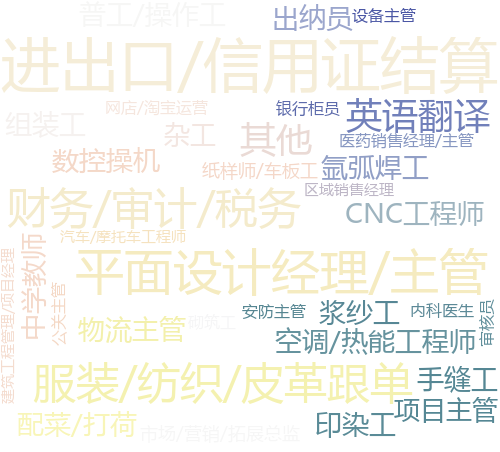 普工/操作工
出纳员
设备主管
进出口/信用证结算
网店/淘宝运营
银行柜员
英语翻译
组装工
杂工
其他
医药销售经理/主管
数控操机
纸样师/车板工
氩弧焊工
区域销售经理
财务/审计/税务
CNC工程师
汽车/摩托车工程师
中学教师
平面设计经理/主管
建筑工程管理/项目经理
公关主管
安防主管
浆纱工
内科医生
审核员
物流主管
砌筑工
空调/热能工程师
服装/纺织/皮革跟单
手缝工
项目主管
配菜/打荷
市场/营销/拓展总监
印染工